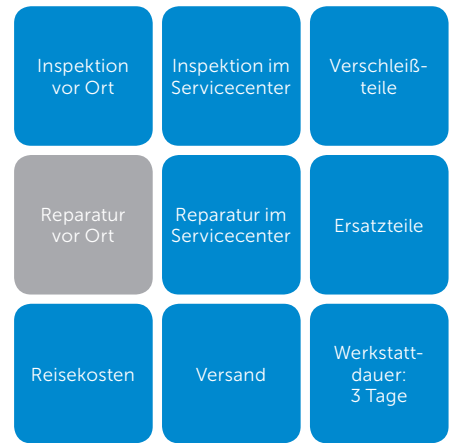 Inspektion
vor Ort
Inspektion im
Servicecenter
Verschleiß-
teile
Reparatur
vor Ort
Reparatur im
Servicecenter
Ersatzteile
Reisekosten
Versand
Werkstatt-
dauer:
3 Tage